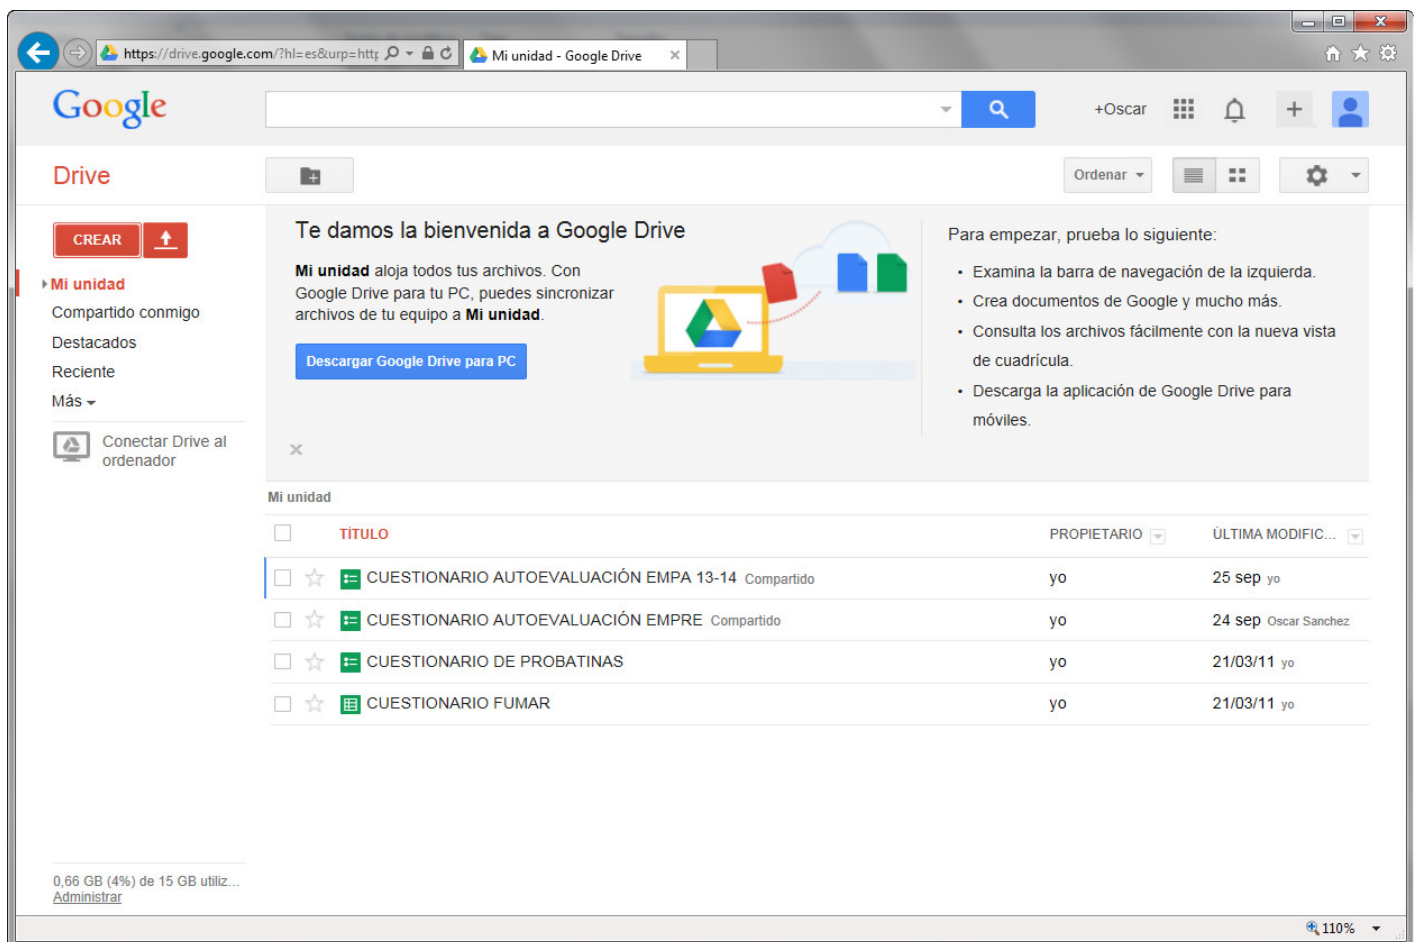 https://drive.google.com/?hl=es&urp=http
Mi unidad - Google Drive
Google
+Oscar
Drive
Ordenar
CREAR
Mi unidad
Compartido conmigo
Destacados
Reciente
Más
Conectar Drive al
ordenador
Te damos la bienvenida a Google Drive
Mi unidad aloja todos tus archivos. Con
Google Drive para tu PC, puedes sincronizar
archivos de tu equipo a Mi unidad.
Descargar Google Drive para PC
Para empezar, prueba lo siguiente:
• Examina la barra de navegación de la izquierda.
• Crea documentos de Google y mucho más.
• Consulta los archivos fácilmente con la nueva vista
de cuadrícula.
• Descarga la aplicación de Google Drive para
móviles.
Mi unidad
TÍTULO PROPIETARIO ÚLTIMA MODIFIC...
CUESTIONARIO AUTOEVALUACIÓN EMPA 13-14 Compartido yo 25 sep yo
CUESTIONARIO AUTOEVALUACIÓN EMPRE Compartido yo 24 sep Oscar Sanchez
CUESTIONARIO DE PROBATINAS yo 21/03/11 yo
CUESTIONARIO FUMAR yo 21/03/11 yo
0,66 GB (4%) de 15 GB utiliz...
Administrar
110%